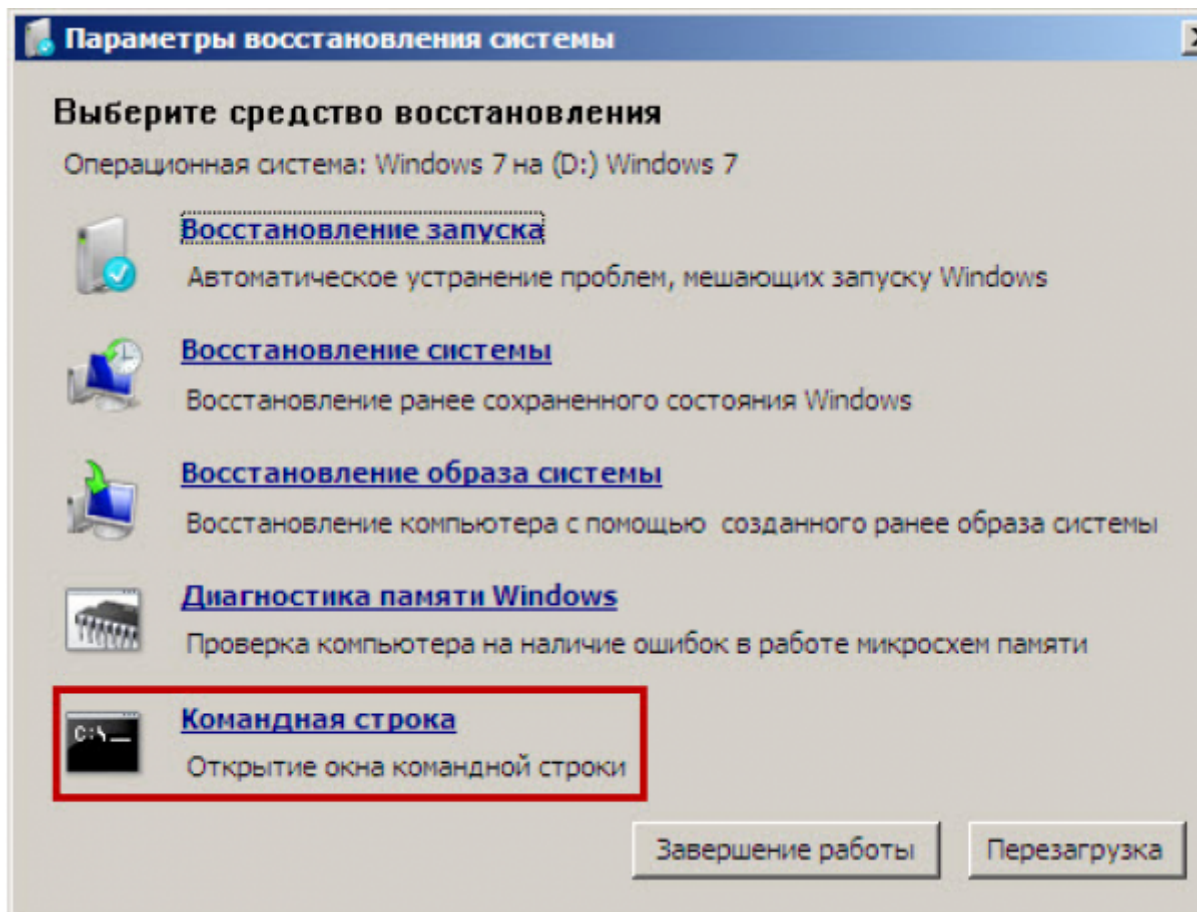 Параметры восстановления системы
Выберите средство восстановления
Операционная система: Windows 7 на (D:) Windows 7
Восстановление запуска
Автоматическое устранение проблем, мешающих запуску Windows
Восстановление системы
Восстановление ранее сохраненного состояния Windows
Восстановление образа системы
Восстановление компьютера с помощью созданного ранее образа системы
Диагностика памяти Windows
Проверка компьютера на наличие ошибок в работе микросхем памяти
C:\_
Командная строка
Открытие окна командной строки
Завершение работы
Перезагрузка